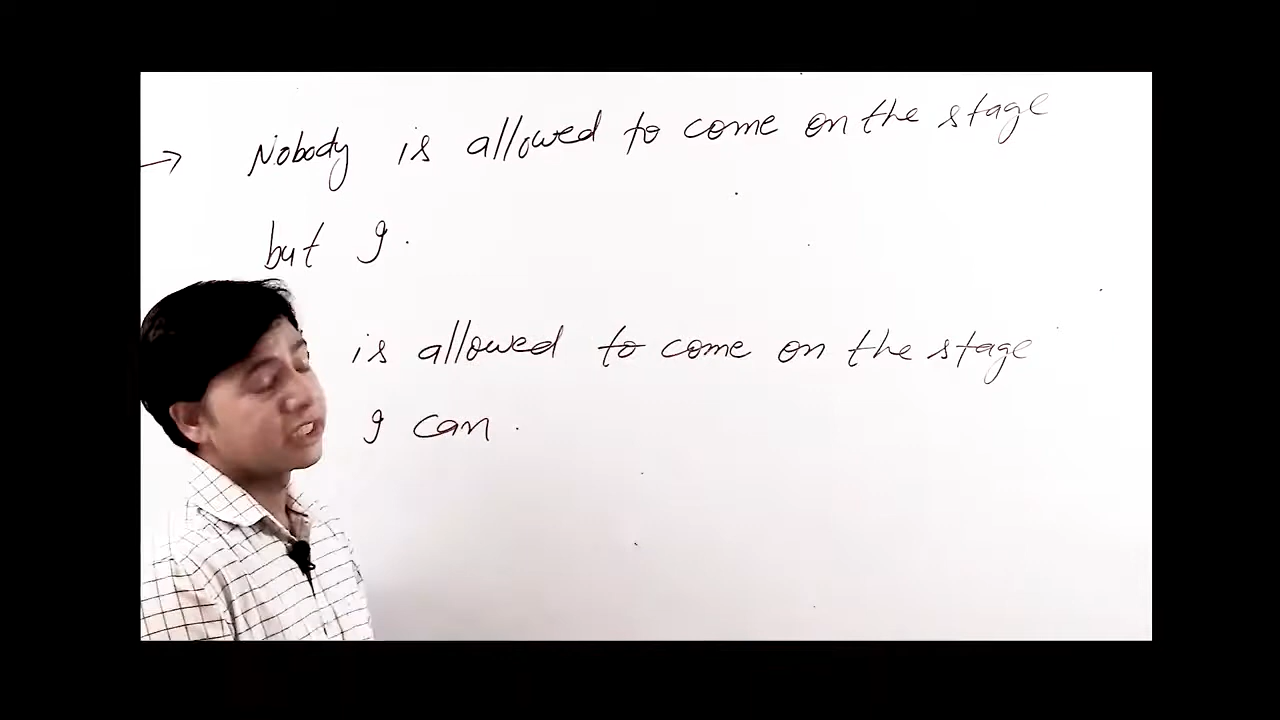 → Nobody is allowed to come on the stage
but I.
is allowed to come on the stage
I can.